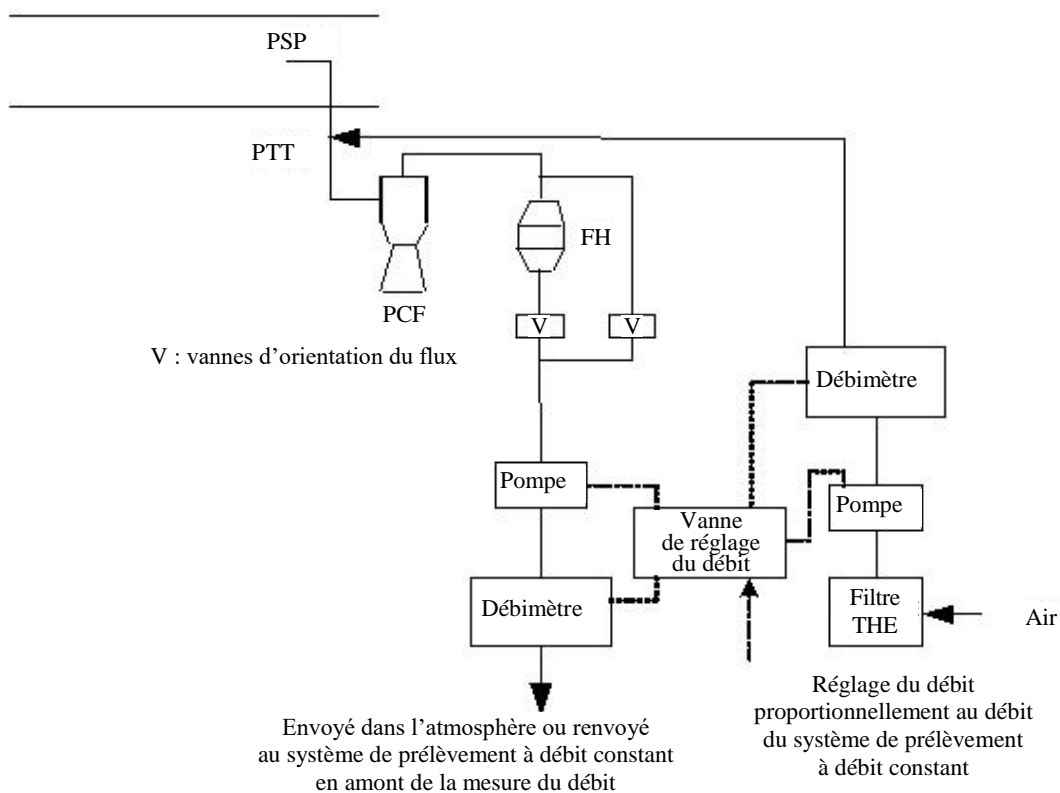 PSP
PTT
FH
PCF
V
V
V : vannes d’orientation du flux
Débimètre
Pompe
Pompe
Vanne
de réglage
du débit
Débimètre
Filtre
THE
Air
Envoyé dans l’atmosphère ou renvoyé
au système de prélèvement à débit constant
en amont de la mesure du débit
Réglage du débit
proportionnellement au débit
du système de prélèvement
à débit constant